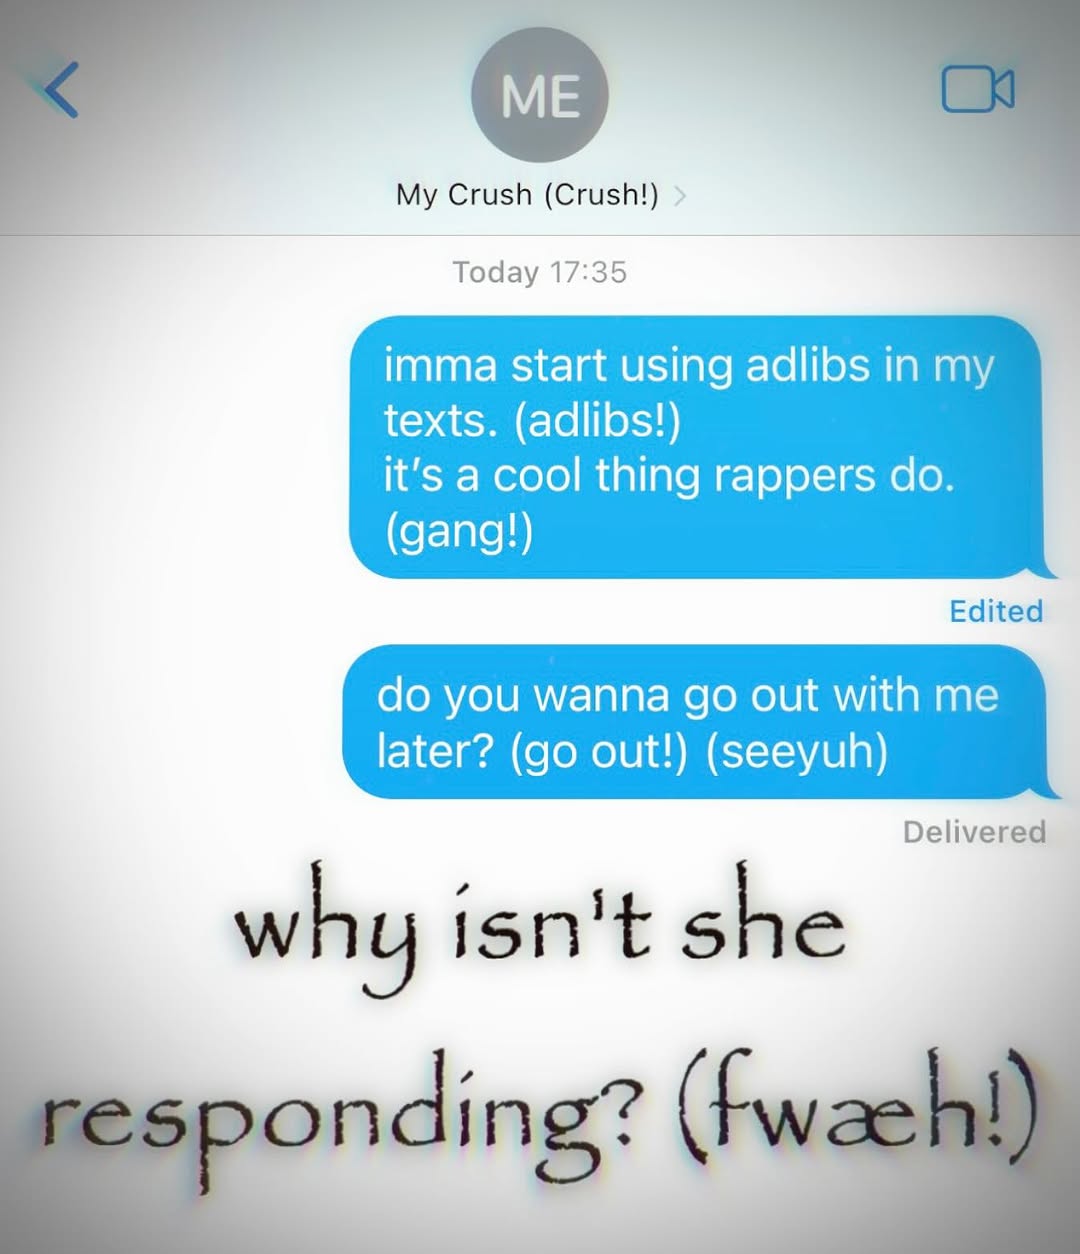 ME
My Crush (Crush!)
Today 17:35
imma start using adlibs in my
texts. (adlibs!)
it's a cool thing rappers do.
(gang!)
Edited
do you wanna go out with me
later? (go out!) (seeyuh)
Delivered
why isn't she
responding? (fwæh!)